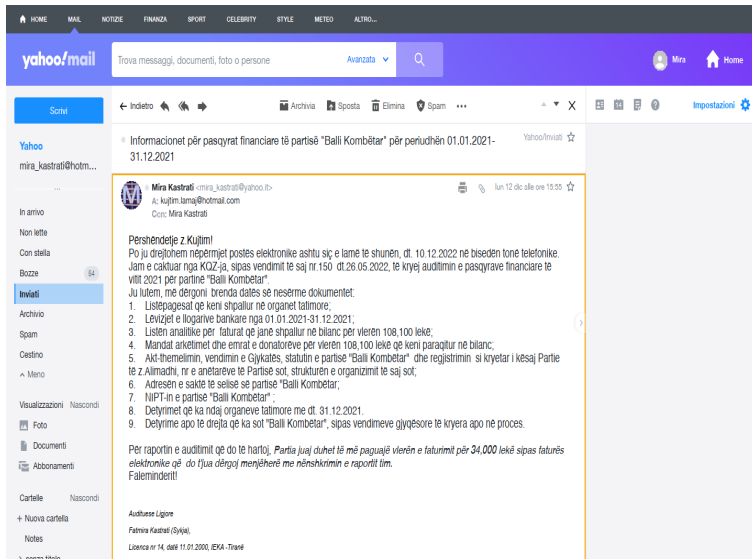 HOME MAIL NOTIZIE FINANZA SPORT CELEBRITY STYLE METEO ALTRO...
yahoo!mail
Trova messaggi, documenti, foto o persone
Avanzata
Mira
Home
Scrivi
Indietro
Archivia Sposta Elimina Spam
Impostazioni
Yahoo
mira_kastrati@hotm...
In arrivo
Non lette
Con stella
Bozze 54
Inviati
Archivio
Spam
Cestino
Meno
Visualizzazioni Nascondi
Foto
Documenti
Abbonamenti
Cartelle Nascondi
+ Nuova cartella
Notes
> senza titolo
Informacionet për pasqyrat financiare të partisë "Balli Kombëtar" për periudhën 01.01.2021-
31.12.2021
Yahoo/Inviati
Mira Kastrati <mira_kastrati@yahoo.it>
lun 12 dic alle ore 15:55
A: kujtim.lamaj@hotmail.com
Ccn: Mira Kastrati
Përshëndetje z.Kujtim!
Po ju drejtohem nëpërmjet postës elektronike ashtu siç e lamë të shunën, dt. 10.12.2022 në bisedën tonë telefonike.
Jam e caktuar nga KQZ-ja, sipas vendimit të saj nr.150 dt.26.05.2022, të kryej auditimin e pasqyrave financiare të
vitit 2021 për partinë "Balli Kombëtar".
Ju lutem, më dërgoni brenda datës së nesërme dokumentet:
1. Listëpagesat që keni shpallur në organet tatimore;
2. Lëvizjet e llogarive bankare nga 01.01.2021-31.12.2021;
3. Listën analitike për faturat që janë shpallur në bilanc për vlerën 108,100 lekë;
4. Mandat arkëtimet dhe emrat e donatorëve për vlerën 108,100 lekë që keni paraqitur në bilanc;
5. Akt-themelimin, vendimin e Gjykatës, statutin e partisë "Balli Kombëtar" dhe regjistrimin si kryetar i kësaj Partie
të z.Alimadhi, nr e anëtarëve të Partisë sot, strukturën e organizimit të saj sot;
6. Adresën e saktë të selisë së partisë "Balli Kombëtar;
7. NIPT-in e partisë "Balli Kombëtar" ;
8. Detyrimet që ka ndaj organeve tatimore me dt. 31.12.2021.
9. Detyrime apo të drejta që ka sot "Balli Kombëtar", sipas vendimeve gjyqësore të kryera apo në proces.
Për raportin e auditimit që do të hartoj, Partia juaj duhet të më paguajë vlerën e faturimit për 34,000 lekë sipas faturës
elektronike që do t'jua dërgoj menjëherë me nënshkrimin e raportit tim.
Faleminderit!
Audituese Ligjore
Fatmira Kastrati (Sykja),
Licenca nr 14, datë 11.01.2000, IEKA -Tiranë